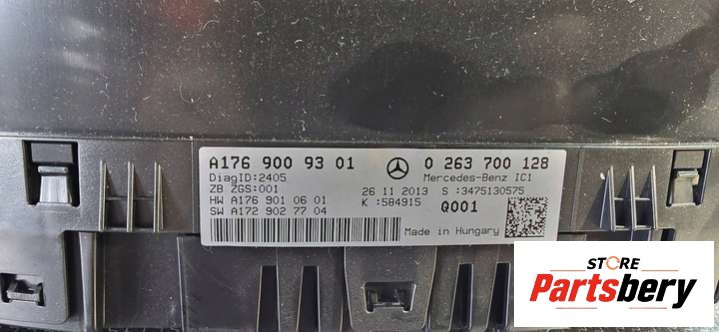 A176 900 93 01 0 263 700 128
DiagID:2405 Mercedes-Benz IC1
ZB ZGS:001 26 11 2013 S :3475130575
HW A176 901 06 01 K :584915 Q001
SW A172 902 77 04
Made in Hungary
STORE
Partsbery